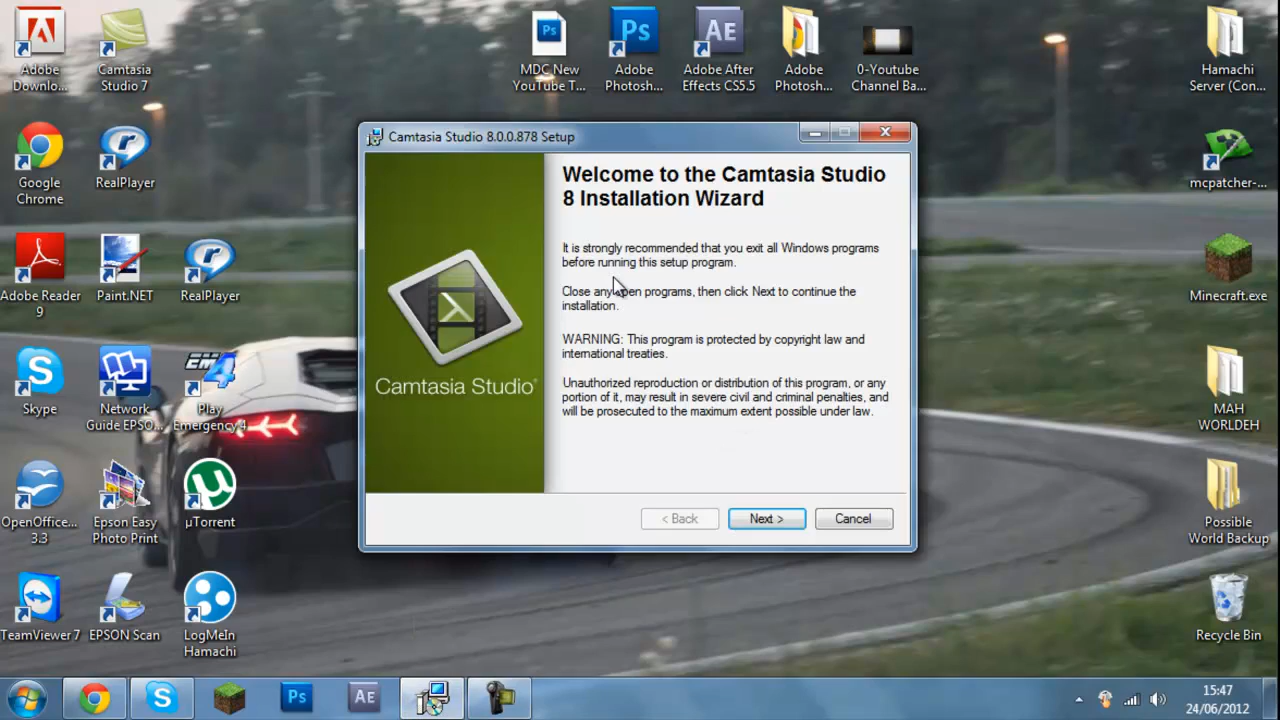 Adobe
Downlo...
Camtasia
Studio 7
Ps
MDC New
YouTube T...
Ps
Adobe
Photosh...
AE
Adobe After
Effects CS5.5
Adobe
Photosh...
0-Youtube
Channel Ba...
Hamachi
Server (Con...
Google
Chrome
RealPlayer
mcpatcher-...
Adobe Reader
9
Paint.NET
RealPlayer
Minecraft.exe
Skype
Network
Guide EPSO...
EM4
Play
Emergency 4
MAH
WORLDEH
OpenOffice...
3.3
Epson Easy
Photo Print
µTorrent
Possible
World Backup
TeamViewer 7
EPSON Scan
LogMeIn
Hamachi
Recycle Bin
Camtasia Studio 8.0.0.878 Setup
Camtasia Studio®
Welcome to the Camtasia Studio
8 Installation Wizard
It is strongly recommended that you exit all Windows programs
before running this setup program.
Close any open programs, then click Next to continue the
installation.
WARNING: This program is protected by copyright law and
international treaties.
Unauthorized reproduction or distribution of this program, or any
portion of it, may result in severe civil and criminal penalties, and
will be prosecuted to the maximum extent possible under law.
< Back
Next >
Cancel
Ps
AE
15:47
24/06/2012